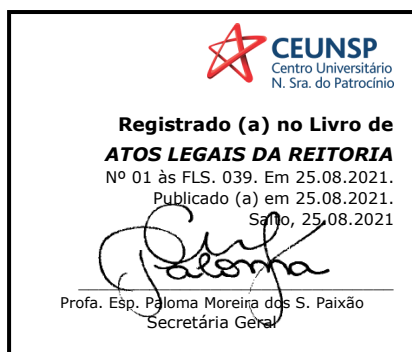 CEUNSP
Centro Universitário
N. Sra. do Patrocínio
Registrado (a) no Livro de
ATOS LEGAIS DA REITORIA
Nº 01 às FLS. 039. Em 25.08.2021.
Publicado (a) em 25.08.2021.
Salto, 25.08.2021
Paloma
Profa. Esp. Paloma Moreira dos S. Paixão
Secretária Geral